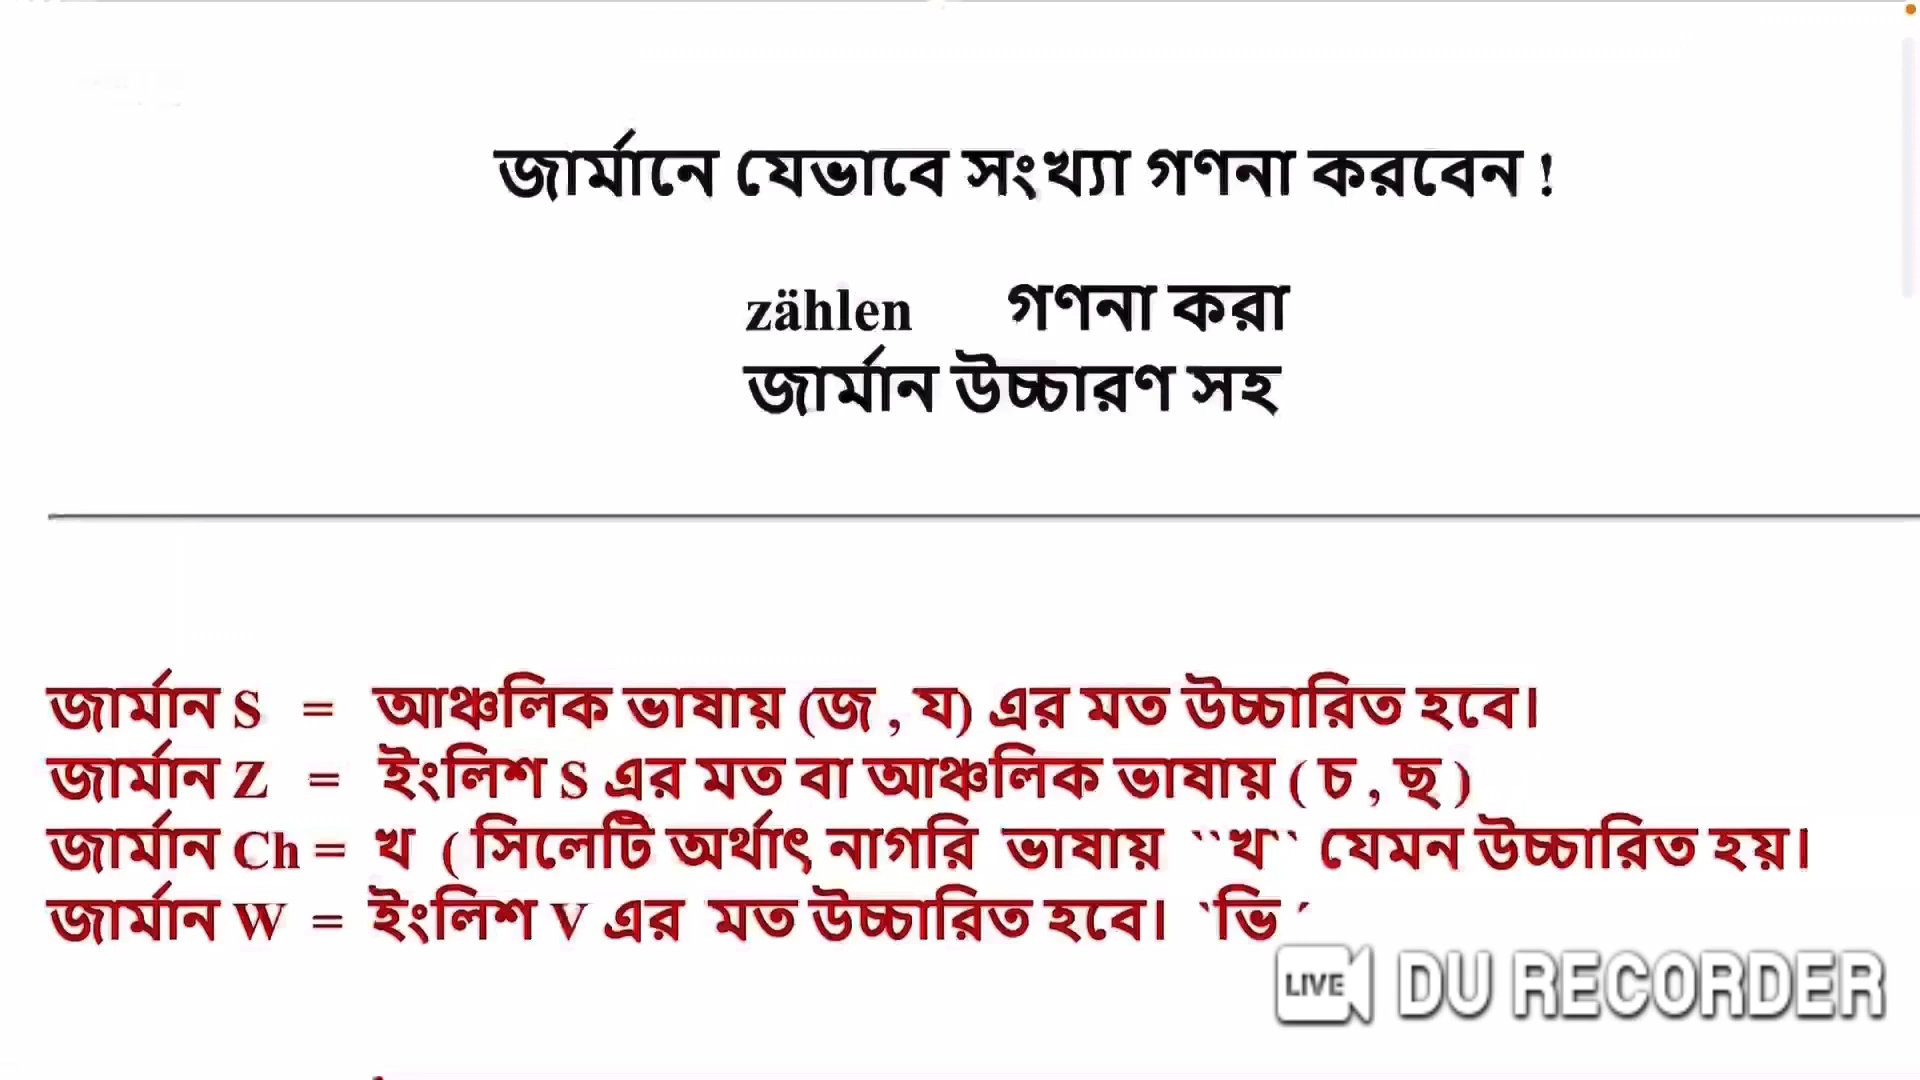 জার্মানে যেভাবে সংখ্যা গণনা করবেন !
zählen গণনা করা
জার্মান উচ্চারণ সহ
জার্মান S = আঞ্চলিক ভাষায় (জ , য) এর মত উচ্চারিত হবে।
জার্মান Z = ইংলিশ S এর মত বা আঞ্চলিক ভাষায় ( চ , ছ )
জার্মান Ch = খ ( সিলেটি অর্থাৎ নাগরি ভাষায় ``খ`` যেমন উচ্চারিত হয়।
জার্মান W = ইংলিশ V এর মত উচ্চারিত হবে। `ভি ´
LIVE DU RECORDER